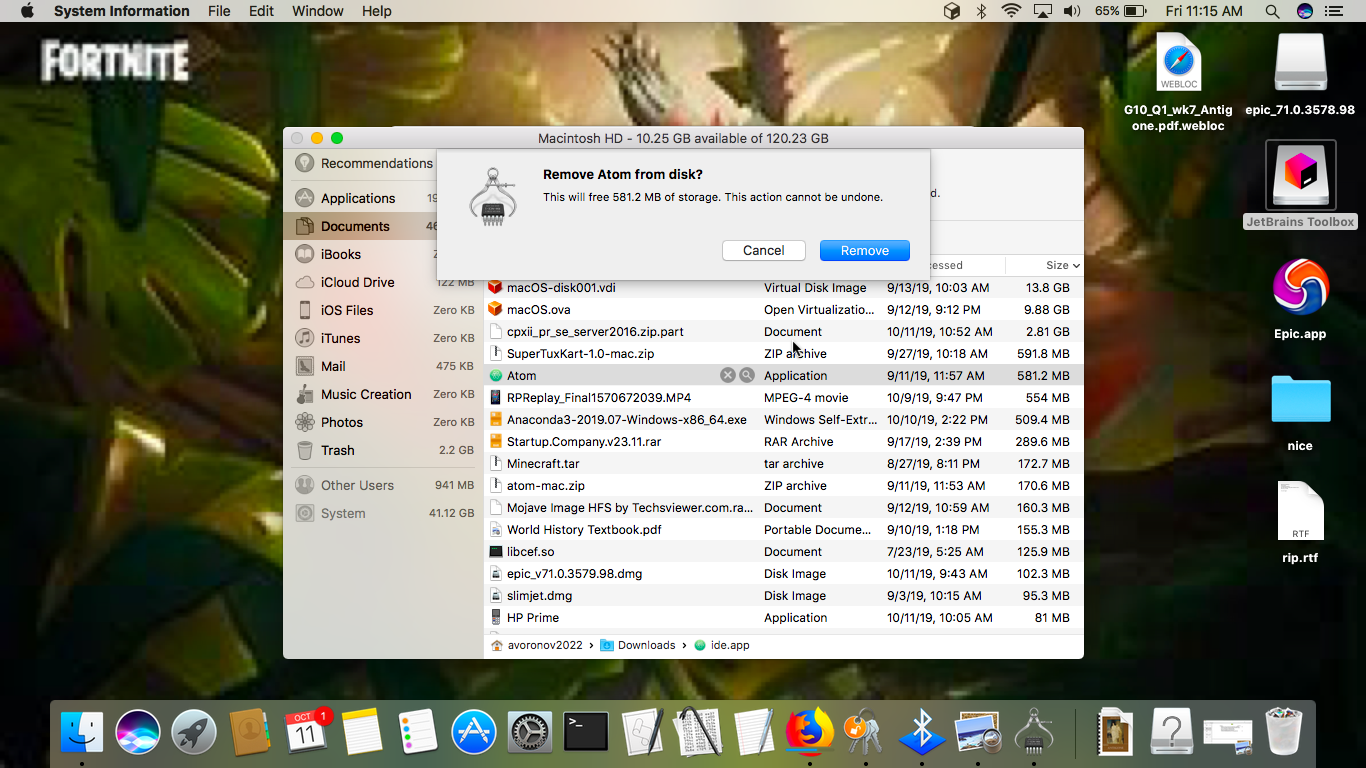 System Information File Edit Window Help 65% Fri 11:15 AM
FORTNITE
WEBLOC
G10_Q1_wk7_Antig
one.pdf.webloc
epic_71.0.3578.98
JetBrains Toolbox
Epic.app
nice
RTF
rip.rtf
Macintosh HD - 10.25 GB available of 120.23 GB
Remove Atom from disk?
This will free 581.2 MB of storage. This action cannot be undone.
Cancel Remove
d.
Recommendations
Applications 19
Documents 46
iBooks
iCloud Drive 122 MB
iOS Files Zero KB
iTunes Zero KB
Mail 475 KB
Music Creation Zero KB
Photos Zero KB
Trash 2.2 GB
Other Users 941 MB
System 41.12 GB
cessed Size
macOS-disk001.vdi Virtual Disk Image 9/13/19, 10:03 AM 13.8 GB
macOS.ova Open Virtualizatio... 9/12/19, 9:12 PM 9.88 GB
cpxii_pr_se_server2016.zip.part Document 10/11/19, 10:52 AM 2.81 GB
SuperTuxKart-1.0-mac.zip ZIP archive 9/27/19, 10:18 AM 591.8 MB
Atom Application 9/11/19, 11:57 AM 581.2 MB
RPReplay_Final1570672039.MP4 MPEG-4 movie 10/9/19, 9:47 PM 554 MB
Anaconda3-2019.07-Windows-x86_64.exe Windows Self-Extr... 10/10/19, 2:22 PM 509.4 MB
Startup.Company.v23.11.rar RAR Archive 9/17/19, 2:39 PM 289.6 MB
Minecraft.tar tar archive 8/27/19, 8:11 PM 172.7 MB
atom-mac.zip ZIP archive 9/11/19, 11:53 AM 170.6 MB
Mojave Image HFS by Techsviewer.com.ra... Document 9/12/19, 10:59 AM 160.3 MB
World History Textbook.pdf Portable Docume... 9/10/19, 1:18 PM 155.3 MB
libcef.so Document 7/23/19, 5:25 AM 125.9 MB
epic_v71.0.3579.98.dmg Disk Image 10/11/19, 9:43 AM 102.3 MB
slimjet.dmg Disk Image 9/3/19, 10:15 AM 95.3 MB
HP Prime Application 10/11/19, 10:05 AM 81 MB
avoronov2022 › Downloads › ide.app
OCT 1
11